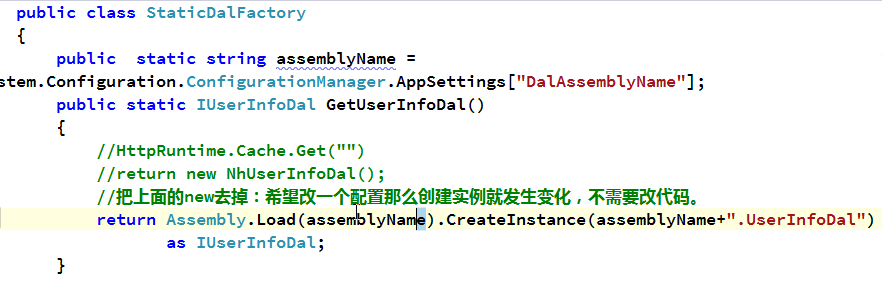 public class StaticDalFactory
{
public  static string assemblyName =
stem.Configuration.ConfigurationManager.AppSettings["DalAssemblyName"];
public static IUserInfoDal GetUserInfoDal()
{
//HttpRuntime.Cache.Get("")
//return new NhUserInfoDal();
//把上面的new去掉：希望改一个配置那么创建实例就发生变化，不需要改代码。
return Assembly.Load(assemblyName).CreateInstance(assemblyName+".UserInfoDal")
as IUserInfoDal;
}